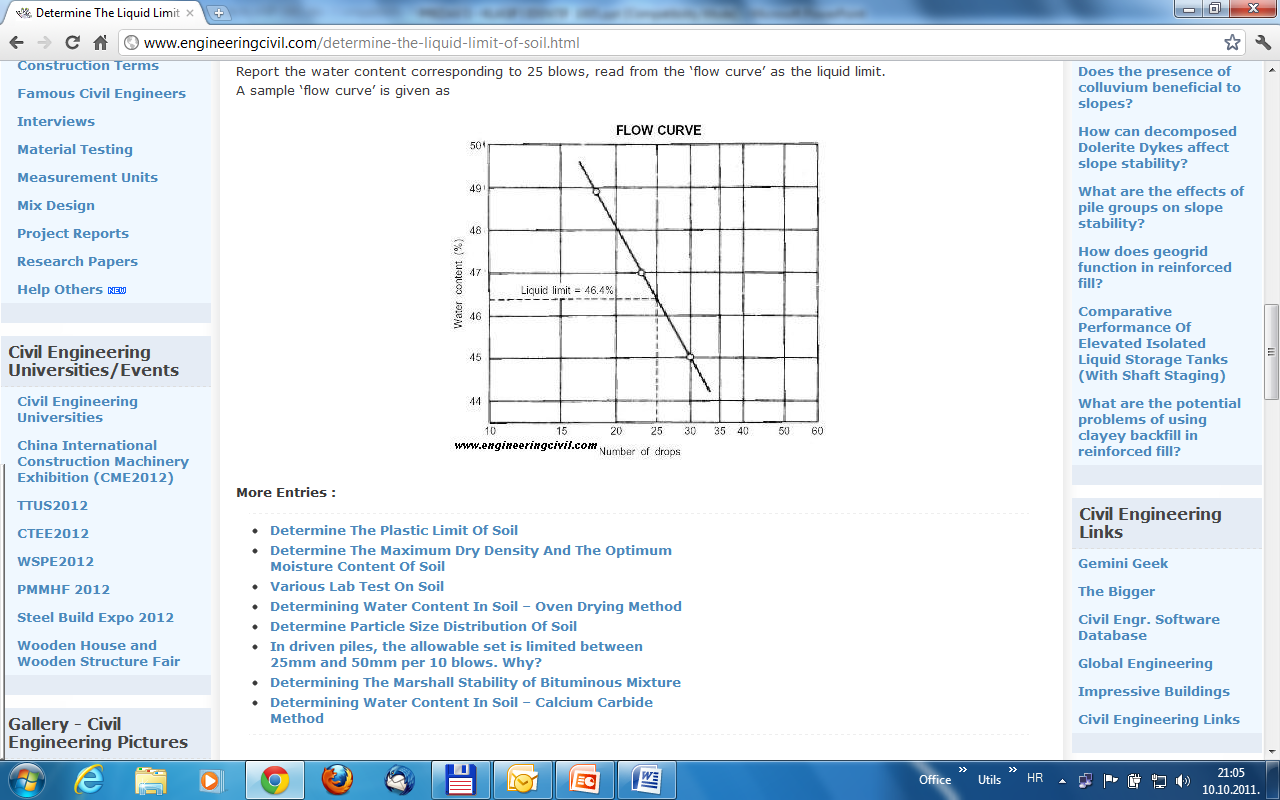 Determine The Liquid Limit
www.engineeringcivil.com/determine-the-liquid-limit-of-soil.html
Construction Terms
Famous Civil Engineers
Interviews
Material Testing
Measurement Units
Mix Design
Project Reports
Research Papers
Help Others NEW
Civil Engineering
Universities/Events
Civil Engineering
Universities
China International
Construction Machinery
Exhibition (CME2012)
TTUS2012
CTEE2012
WSPE2012
PMMHF 2012
Steel Build Expo 2012
Wooden House and
Wooden Structure Fair
Gallery - Civil
Engineering Pictures
Report the water content corresponding to 25 blows, read from the ‘flow curve’ as the liquid limit.
A sample ‘flow curve’ is given as
FLOW CURVE
50
49
48
47
46
45
44
Water content (%)
Liquid limit = 46.4%
10 15 20 25 30 35 40 50 60
www.engineeringcivil.com
Number of drops
More Entries :
Determine The Plastic Limit Of Soil
Determine The Maximum Dry Density And The Optimum
Moisture Content Of Soil
Various Lab Test On Soil
Determining Water Content In Soil – Oven Drying Method
Determine Particle Size Distribution Of Soil
In driven piles, the allowable set is limited between
25mm and 50mm per 10 blows. Why?
Determining The Marshall Stability of Bituminous Mixture
Determining Water Content In Soil – Calcium Carbide
Method
Does the presence of
colluvium beneficial to
slopes?
How can decomposed
Dolerite Dykes affect
slope stability?
What are the effects of
pile groups on slope
stability?
How does geogrid
function in reinforced
fill?
Comparative
Performance Of
Elevated Isolated
Liquid Storage Tanks
(With Shaft Staging)
What are the potential
problems of using
clayey backfill in
reinforced fill?
Civil Engineering
Links
Gemini Geek
The Bigger
Civil Engr. Software
Database
Global Engineering
Impressive Buildings
Civil Engineering Links
Office » Utils » HR
21:05
10.10.2011.